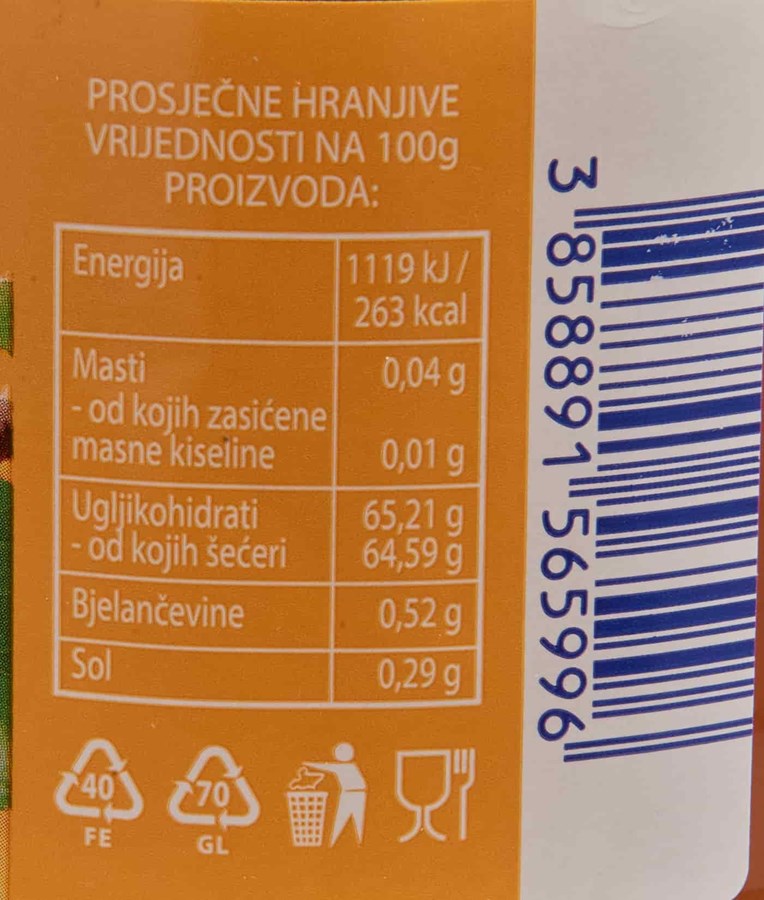 PROSJEČNE HRANJIVE
VRIJEDNOSTI NA 100g
PROIZVODA:
Energija 1119 kJ /
263 kcal
Masti 0,04 g
- od kojih zasićene
masne kiseline 0,01 g
Ugljikohidrati 65,21 g
- od kojih šećeri 64,59 g
Bjelančevine 0,52 g
Sol 0,29 g
40
FE
70
GL
3 858891 565996